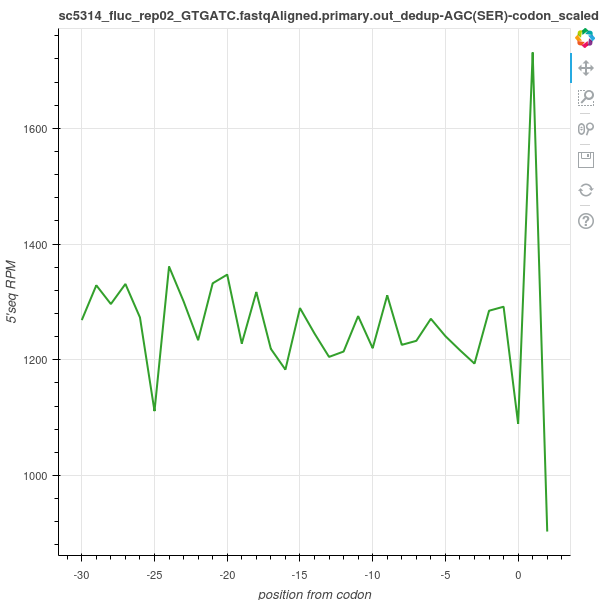 sc5314_fluc_rep02_GTGATC.fastqAligned.primary.out_dedup-AGC(SER)-codon_scaled
1600
1400
1200
1000
5'seq RPM
-30 -25 -20 -15 -10 -5 0
position from codon